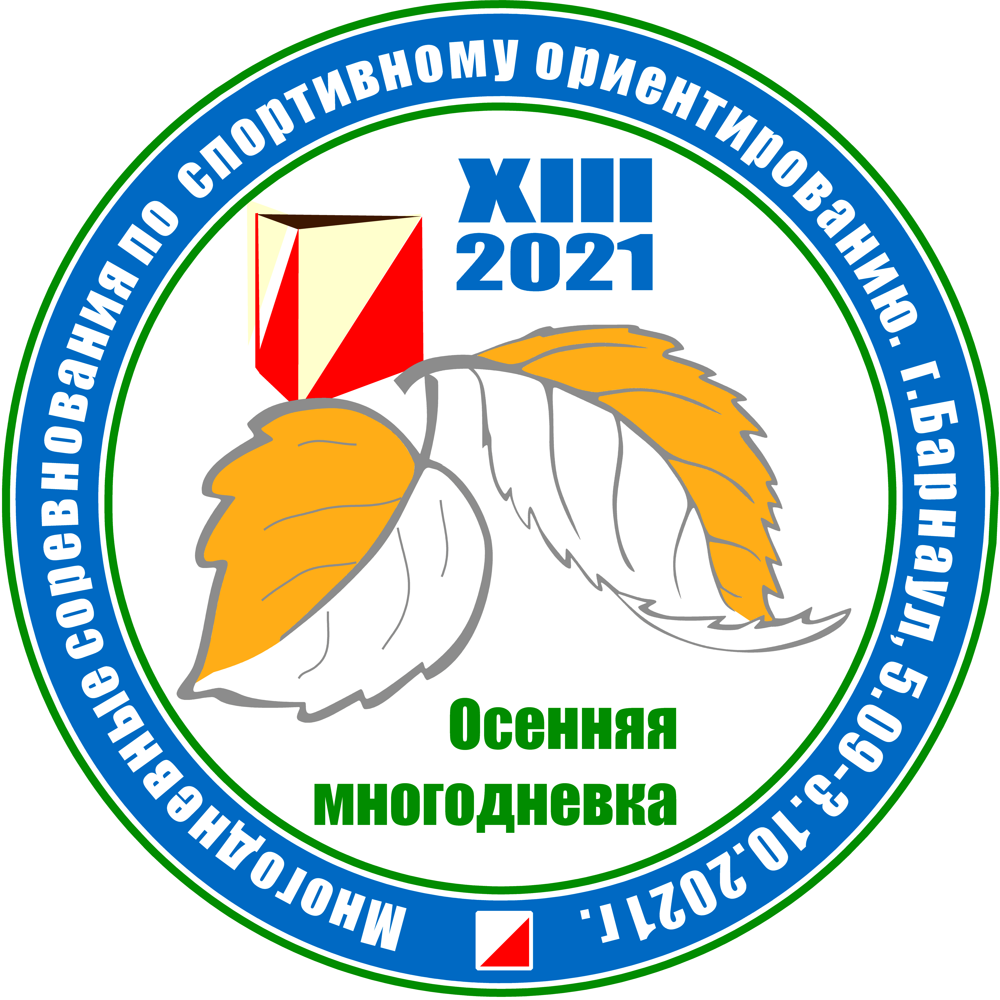 Многодневные соревнования по спортивному ориентированию. г.Барнаул, 5.09-3.10.2021г.
XIII
2021
Осенняя
многодневка